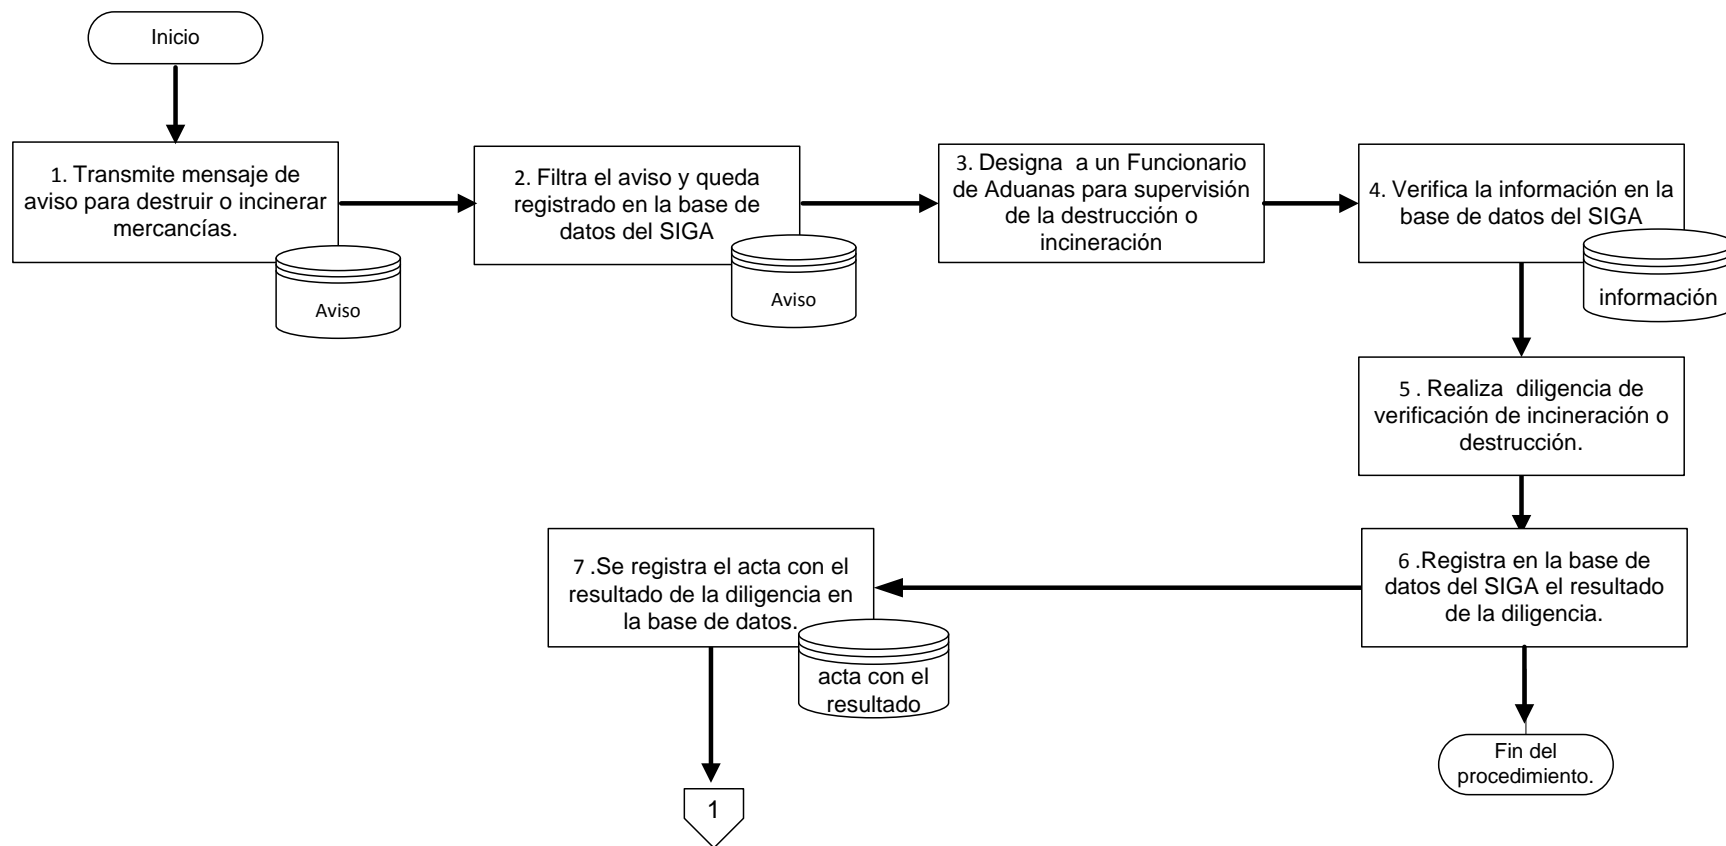 Inicio
1. Transmite mensaje de
aviso para destruir o incinerar
mercancías.
Aviso
2. Filtra el aviso y queda
registrado en la base de
datos del SIGA
Aviso
3. Designa a un Funcionario
de Aduanas para supervisión
de la destrucción o
incineración
4. Verifica la información en la
base de datos del SIGA
información
5 . Realiza diligencia de
verificación de incineración o
destrucción.
6 .Registra en la base de
datos del SIGA el resultado
de la diligencia.
7 .Se registra el acta con el
resultado de la diligencia en
la base de datos.
acta con el
resultado
Fin del
procedimiento.
1